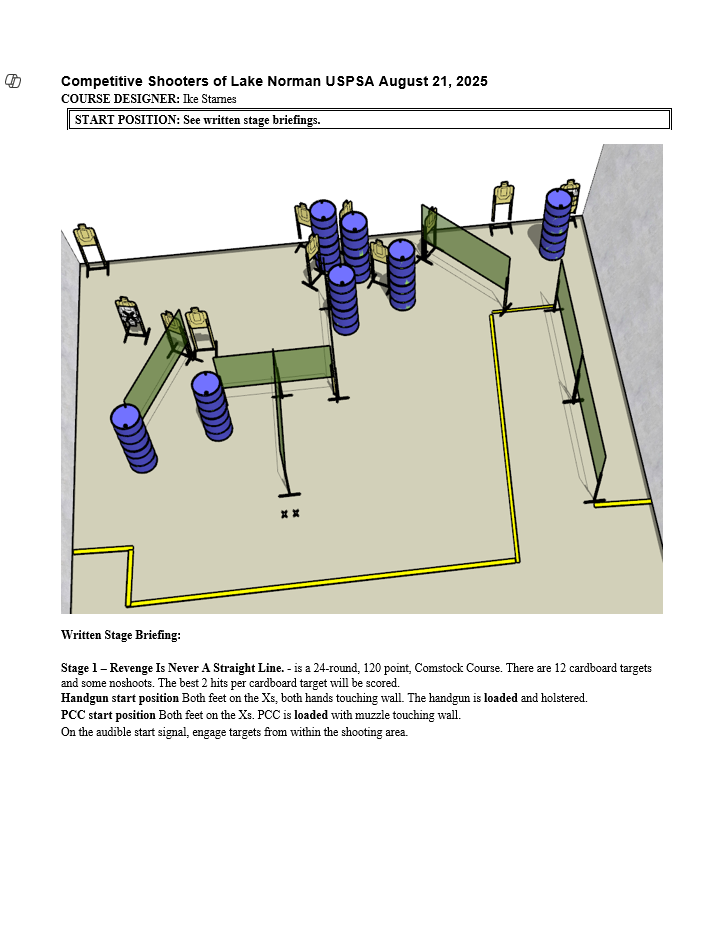 Competitive Shooters of Lake Norman USPSA August 21, 2025
COURSE DESIGNER: Ike Starnes
START POSITION: See written stage briefings.
X X
Written Stage Briefing:
Stage 1 – Revenge Is Never A Straight Line. - is a 24-round, 120 point, Comstock Course. There are 12 cardboard targets
and some noshoots. The best 2 hits per cardboard target will be scored.
Handgun start position Both feet on the Xs, both hands touching wall. The handgun is loaded and holstered.
PCC start position Both feet on the Xs. PCC is loaded with muzzle touching wall.
On the audible start signal, engage targets from within the shooting area.